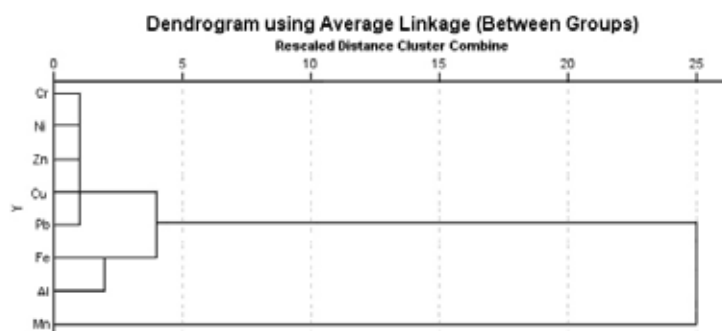 Dendrogram using Average Linkage (Between Groups)
Rescaled Distance Cluster Combine
0 5 10 15 20 25
Cr
Ni
Zn
Cu
Y
Pb
Fe
Al
Mn